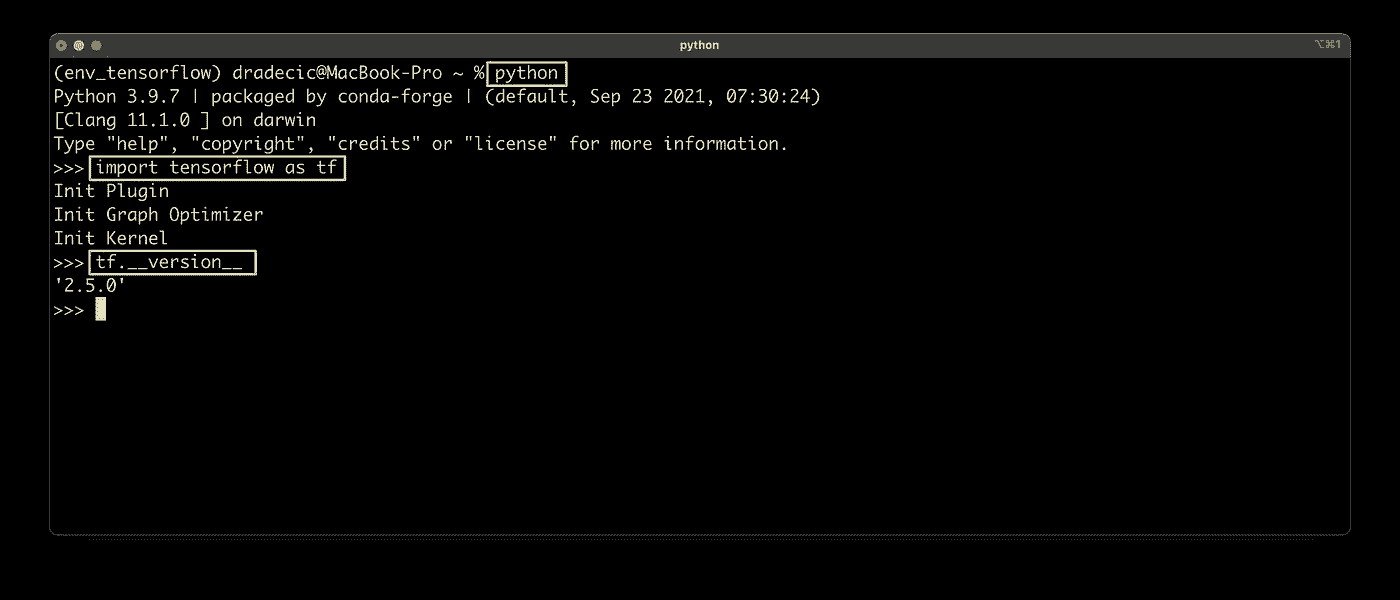 python
⌥⌘1
(env_tensorflow) dradecic@MacBook-Pro ~ % python
Python 3.9.7 | packaged by conda-forge | (default, Sep 23 2021, 07:30:24)
[Clang 11.1.0 ] on darwin
Type "help", "copyright", "credits" or "license" for more information.
>>> import tensorflow as tf
Init Plugin
Init Graph Optimizer
Init Kernel
>>> tf.__version__
'2.5.0'
>>>